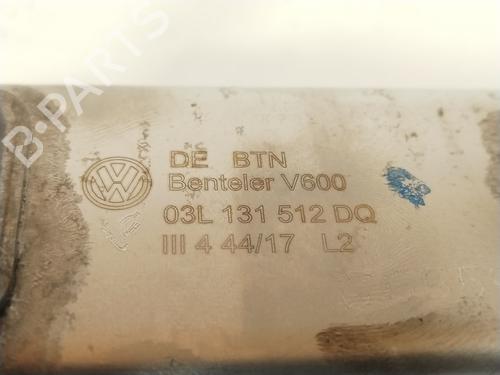 B-PARTS
DE BTN
Benteler V600
03L 131 512 DQ
III 4 44/17 L2